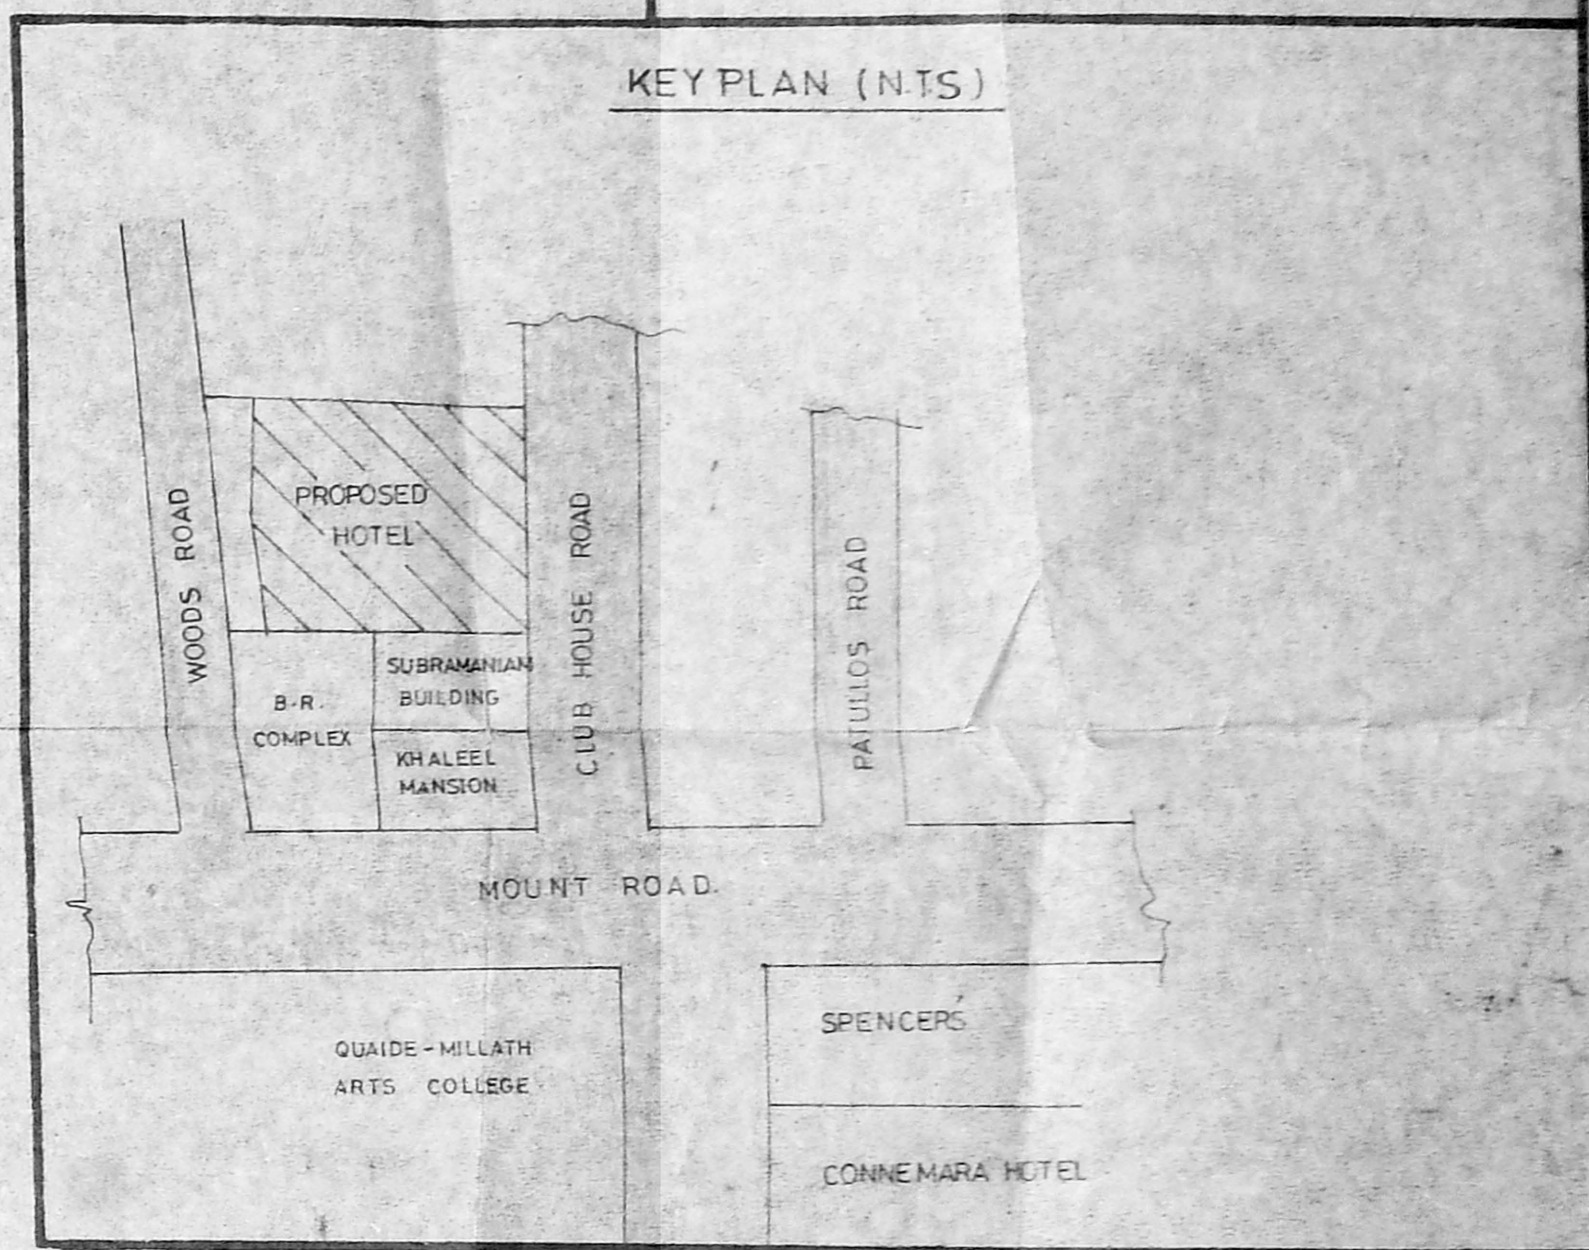 KEY PLAN (N.T.S)
WOODS ROAD
PROPOSED
HOTEL
CLUB HOUSE ROAD
PATULLOS ROAD
B.R.
COMPLEX
SUBRAMANIAN
BUILDING
KHALEEL
MANSION
MOUNT ROAD.
QUAIDE-MILLATH
ARTS COLLEGE
SPENCERS'
CONNEMARA HOTEL